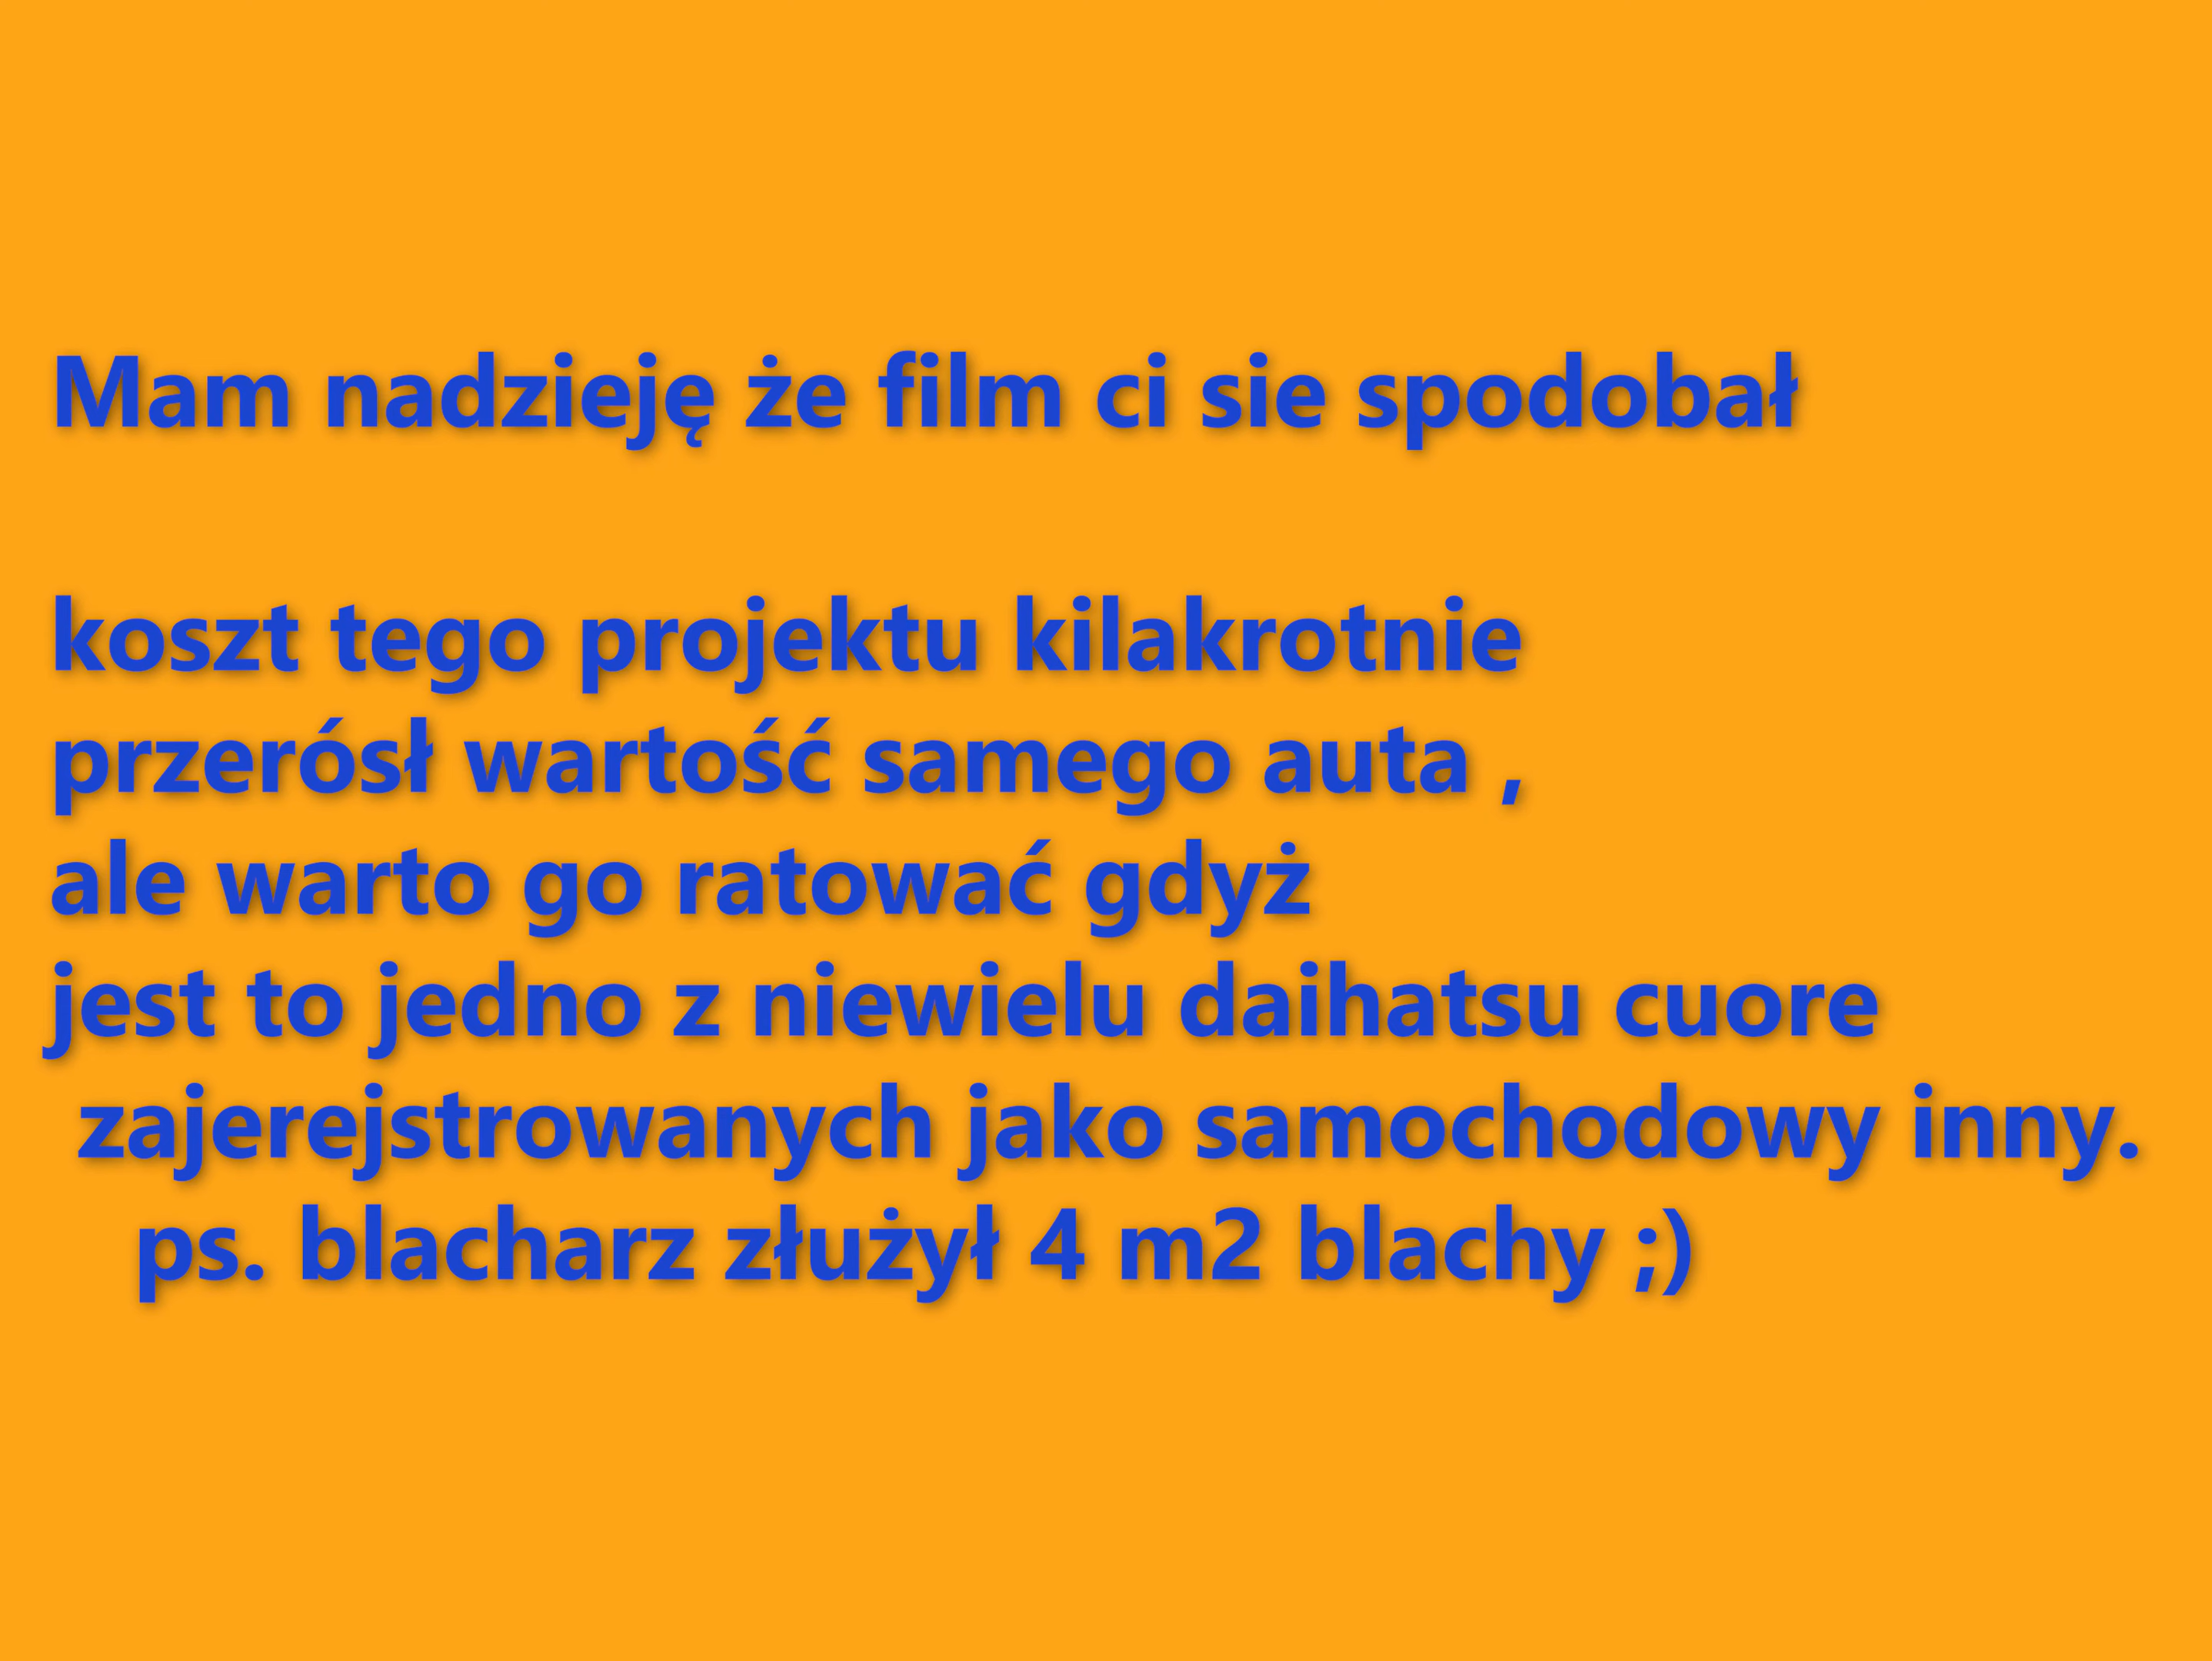 Mam nadzieję że film ci sie spodobał
koszt tego projektu kilakrotnie
przerósł wartość samego auta ,
ale warto go ratować gdyż
jest to jedno z niewielu daihatsu cuore
zajerejstrowanych jako samochodowy inny.
ps. blacharz złużył 4 m2 blachy ;)